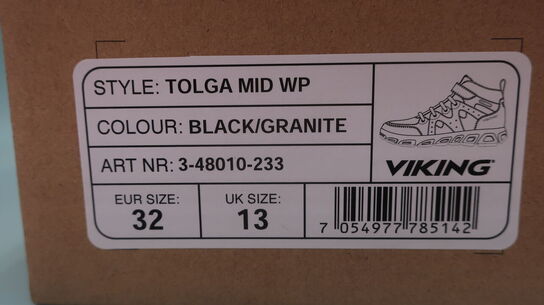 STYLE: TOLGA MID WP
COLOUR: BLACK/GRANITE
ART NR: 3-48010-233
VIKING®
EUR SIZE: UK SIZE:
32 13
7 054977 785142